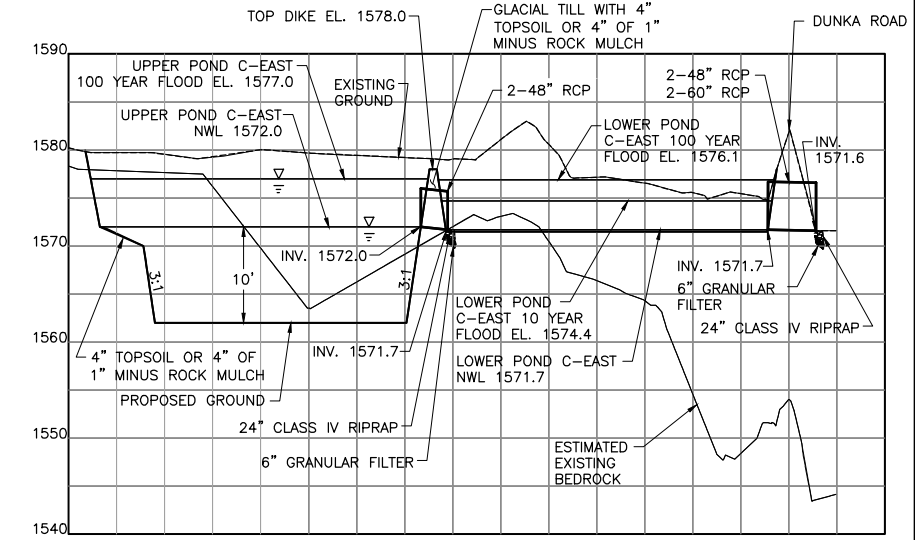 TOP DIKE EL. 1578.0
GLACIAL TILL WITH 4"
TOPSOIL OR 4" OF 1"
MINUS ROCK MULCH
DUNKA ROAD
1590
UPPER POND C-EAST
100 YEAR FLOOD EL. 1577.0
EXISTING
GROUND
2-48" RCP
2-48" RCP
2-60" RCP
UPPER POND C-EAST
NWL 1572.0
LOWER POND
C-EAST 100 YEAR
FLOOD EL. 1576.1
INV.
1571.6
1580
1570
INV. 1572.0
INV. 1571.7
3:1
10'
3:1
6" GRANULAR
FILTER
LOWER POND
C-EAST 10 YEAR
FLOOD EL. 1574.4
24" CLASS IV RIPRAP
1560
INV. 1571.7
4" TOPSOIL OR 4" OF
1" MINUS ROCK MULCH
LOWER POND C-EAST
NWL 1571.7
PROPOSED GROUND
24" CLASS IV RIPRAP
1550
6" GRANULAR FILTER
ESTIMATED
EXISTING
BEDROCK
1540